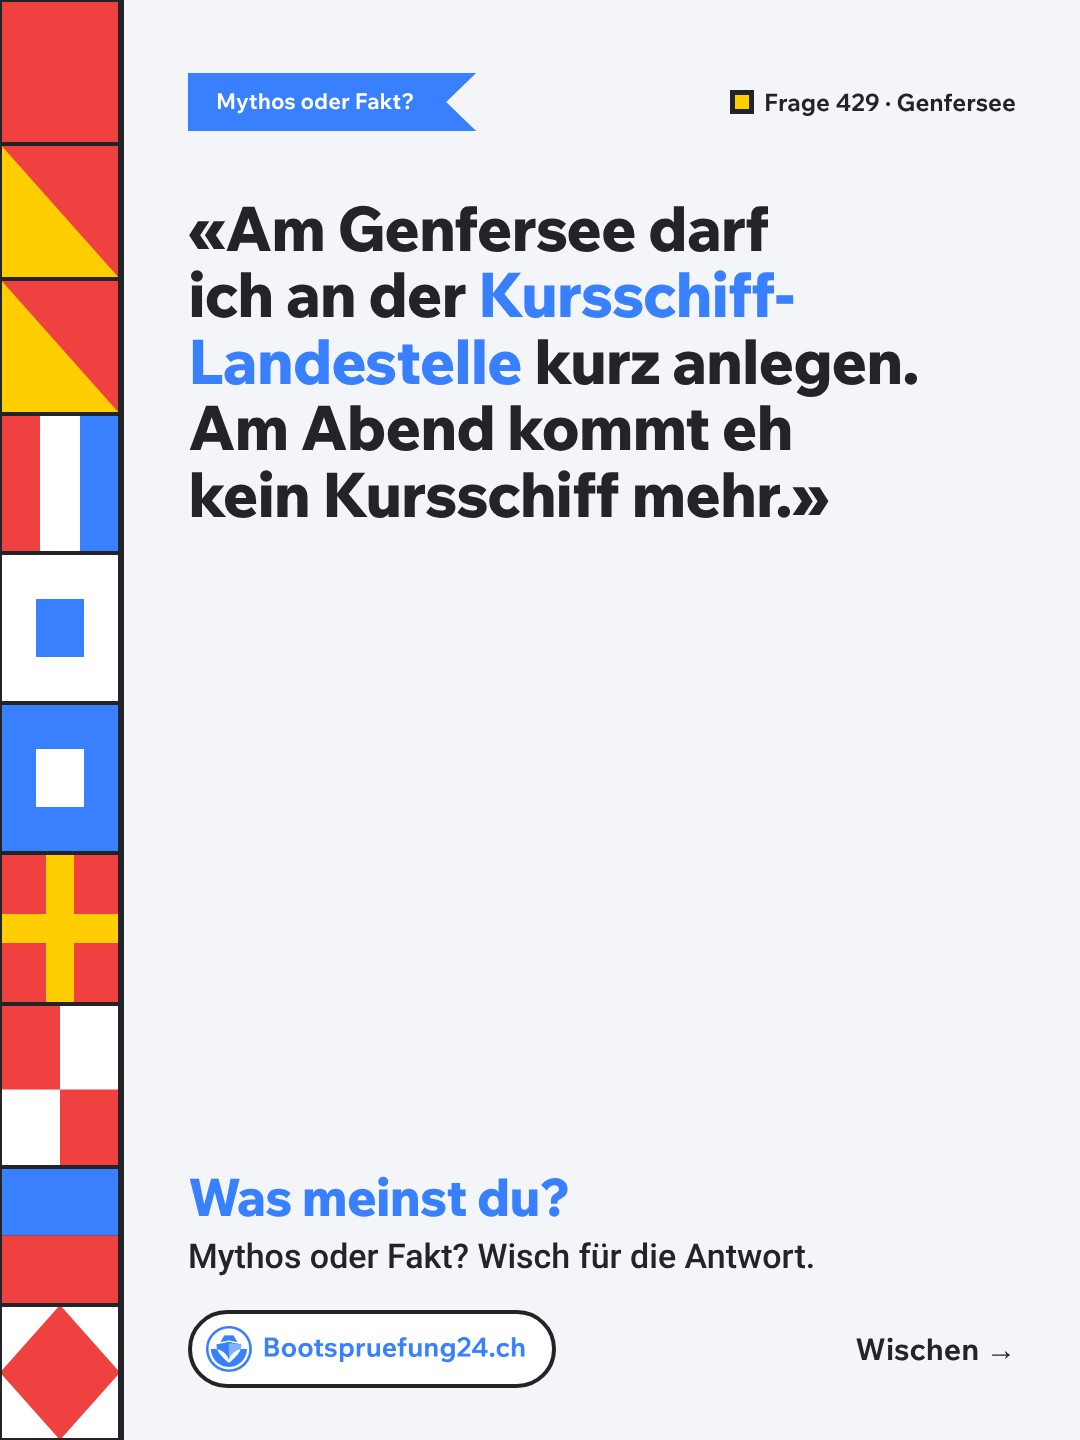 Mythos oder Fakt?
Frage 429 · Genfersee
«Am Genfersee darf
ich an der Kursschiff-
Landestelle kurz anlegen.
Am Abend kommt eh
kein Kursschiff mehr.»
Was meinst du?
Mythos oder Fakt? Wisch für die Antwort.
Bootspruefung24.ch
Wischen →